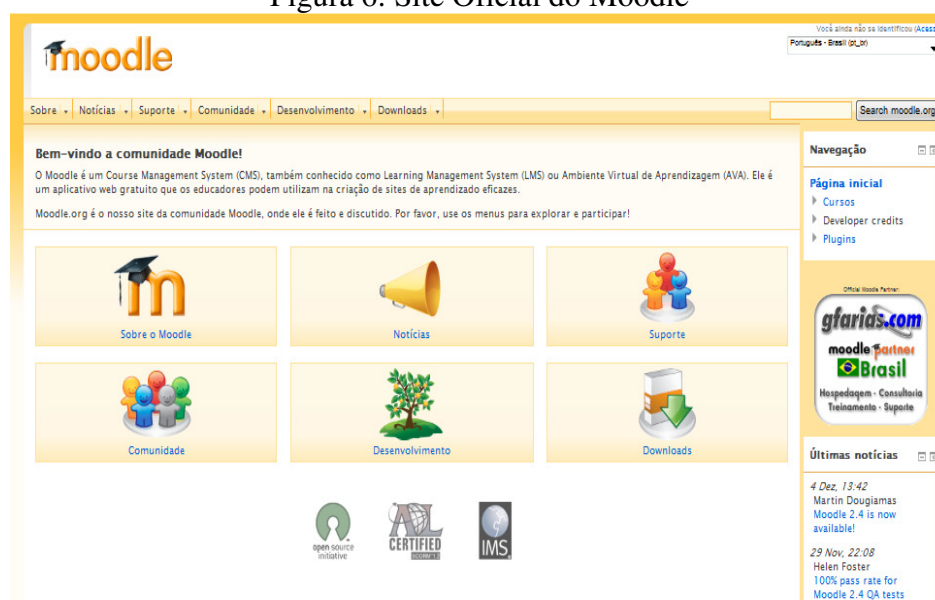 Figura 6: Site Oficial do Moodle
Você ainda não se identificou (Acess
moodle
Português - Brasil (pt_br)
Sobre Notícias Suporte Comunidade Desenvolvimento Downloads
Search moodle.org
Bem-vindo a comunidade Moodle!
O Moodle é um Course Management System (CMS), também conhecido como Learning Management System (LMS) ou Ambiente Virtual de Aprendizagem (AVA). Ele é
um aplicativo web gratuito que os educadores podem utilizam na criação de sites de aprendizado eficazes.
Moodle.org é o nosso site da comunidade Moodle, onde ele é feito e discutido. Por favor, use os menus para explorar e participar!
m
Sobre o Moodle
Notícias
Suporte
Comunidade
Desenvolvimento
Downloads
open source
initiative
CERTIFIED
IMS
Navegação
Página inicial
Cursos
Developer credits
Plugins
Official Moodle Partner:
gfarias.com
moodle partner
Brasil
Hospedagem - Consultoria
Treinamento - Suporte
Últimas notícias
4 Dez, 13:42
Martin Dougiamas
Moodle 2.4 is now
available!
29 Nov, 22:08
Helen Foster
100% pass rate for
Moodle 2.4 QA tests